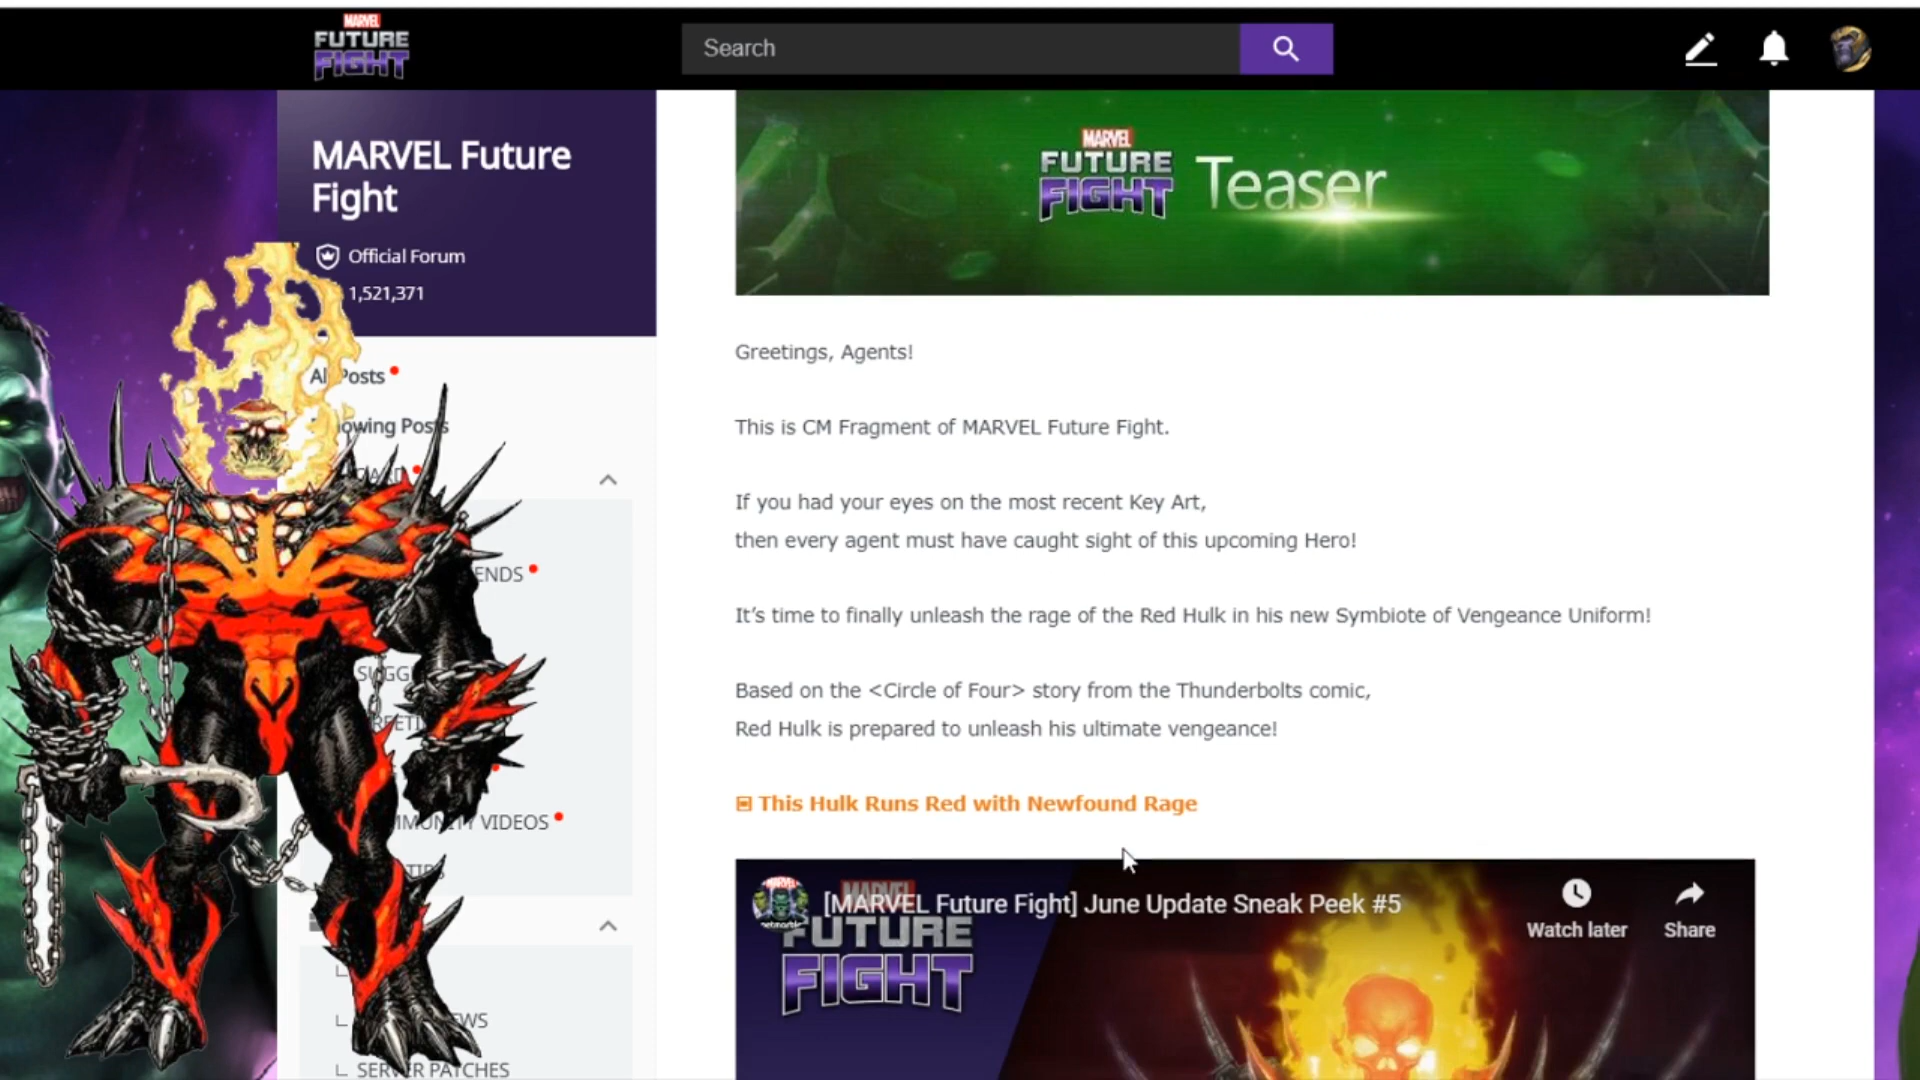 MARVEL
FUTURE
FIGHT
Search
MARVEL Future
Fight
Official Forum
1,521,371
All Posts
Posts
ENDS
VIDEOS
SERVER PATCHES
MARVEL
FUTURE
FIGHT
Teaser
Greetings, Agents!
This is CM Fragment of MARVEL Future Fight.
If you had your eyes on the most recent Key Art,
then every agent must have caught sight of this upcoming Hero!
It's time to finally unleash the rage of the Red Hulk in his new Symbiote of Vengeance Uniform!
Based on the <Circle of Four> story from the Thunderbolts comic,
Red Hulk is prepared to unleash his ultimate vengeance!
This Hulk Runs Red with Newfound Rage
[MARVEL Future Fight] June Update Sneak Peek #5
Watch later
Share
MARVEL
FUTURE
FIGHT